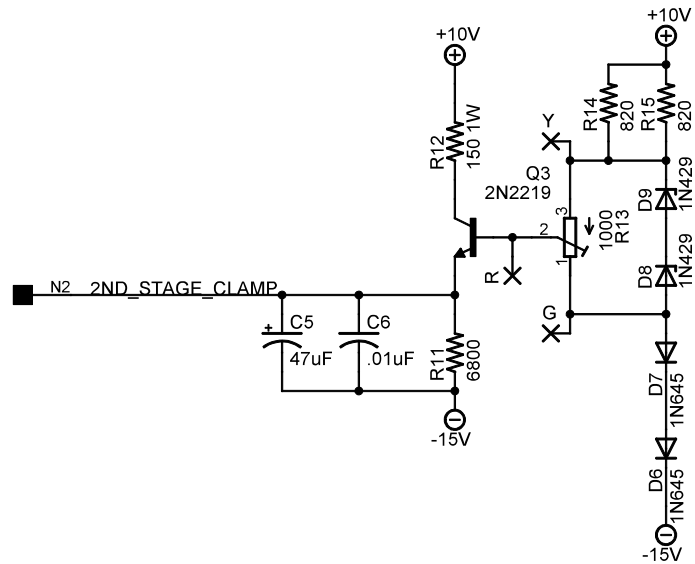 +10V
+10V
R12
150 1W
R14
820
R15
820
Y
Q3
2N2219
3
2
1
1000
R13
D9
1N429
D8
1N429
R
G
N2
2ND_STAGE_CLAMP
+
C5
47uF
C6
.01uF
R11
6800
-15V
D7
1N645
D6
1N645
-15V